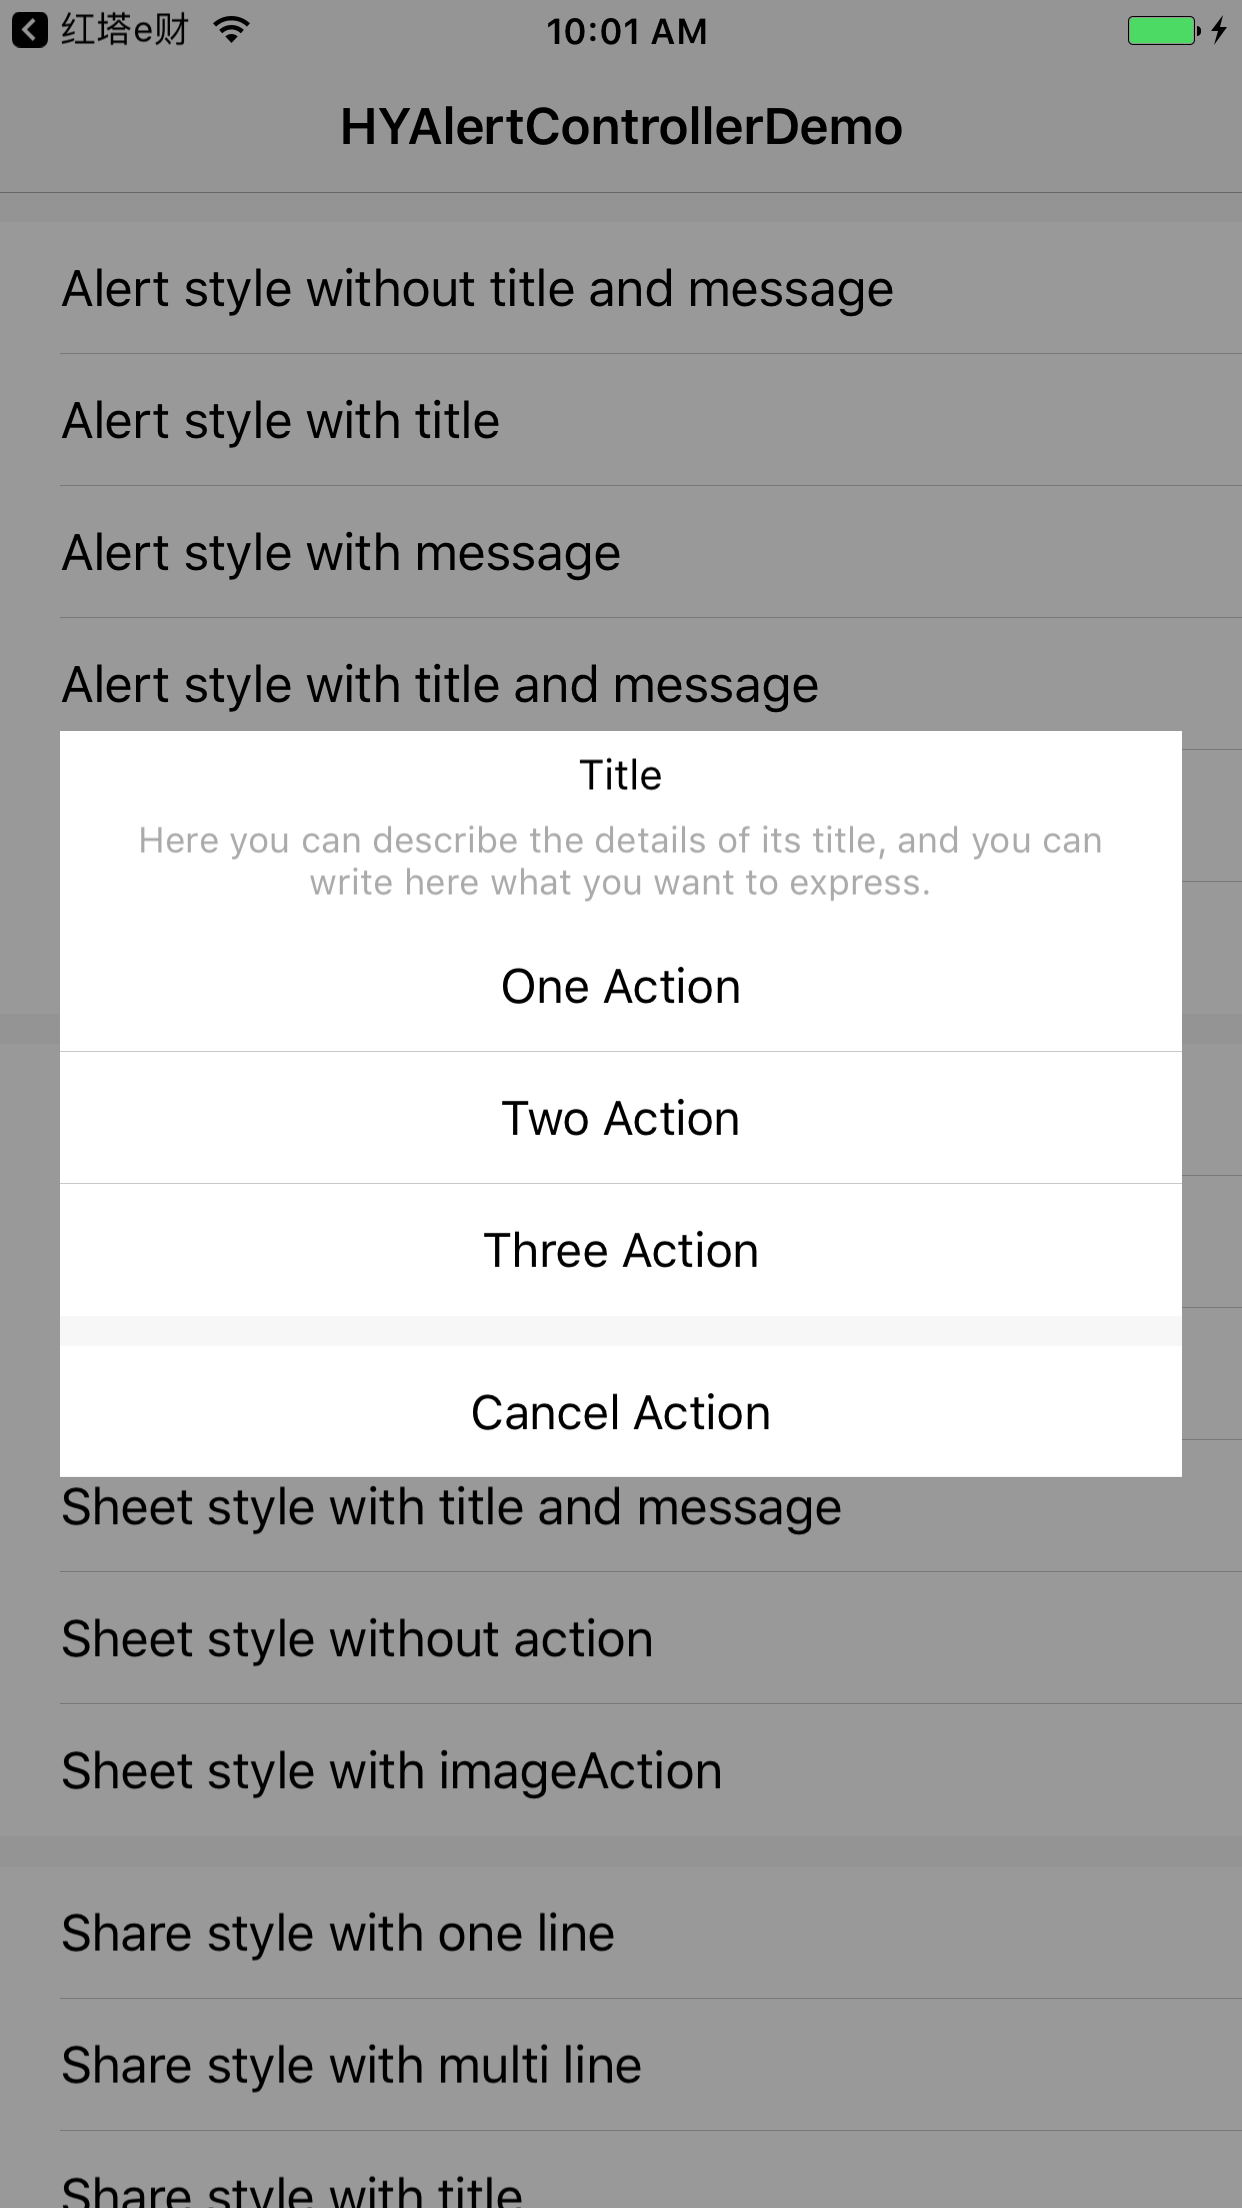 红塔e财
10:01 AM
HYAlertControllerDemo
Alert style without title and message
Alert style with title
Alert style with message
Alert style with title and message
Title
Here you can describe the details of its title, and you can
write here what you want to express.
One Action
Two Action
Three Action
Cancel Action
Sheet style with title and message
Sheet style without action
Sheet style with imageAction
Share style with one line
Share style with multi line
Share style with title